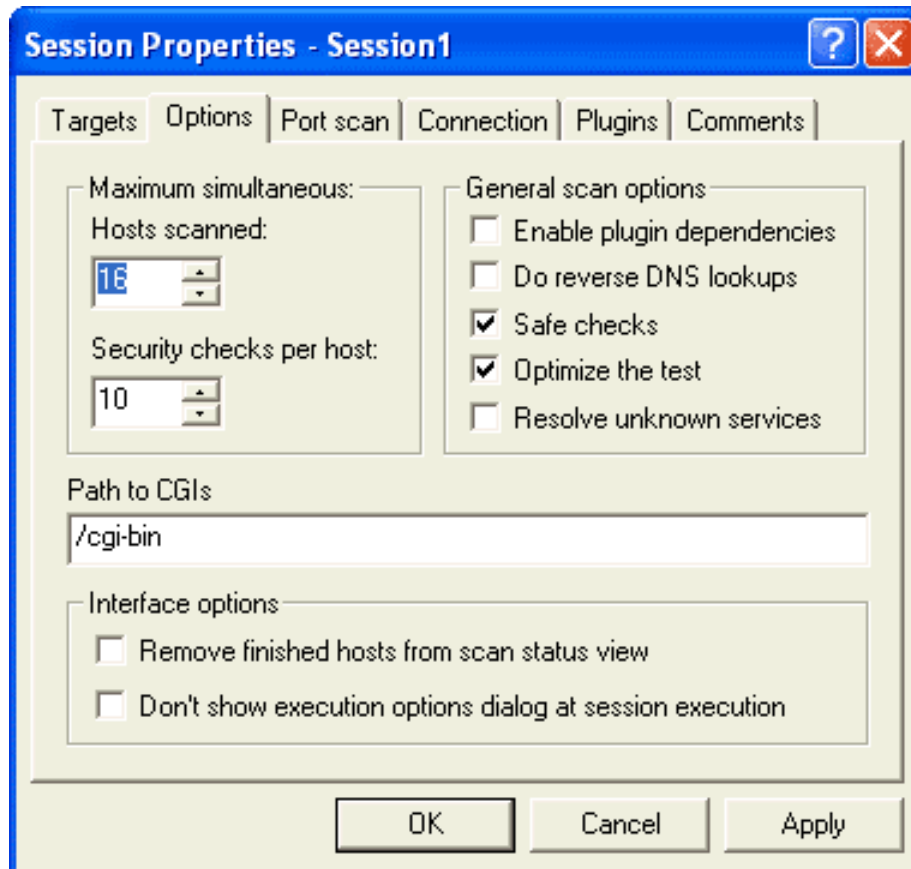 Session Properties - Session1
Targets Options Port scan Connection Plugins Comments
Maximum simultaneous:
Hosts scanned:
16
Security checks per host:
10
General scan options
Enable plugin dependencies
Do reverse DNS lookups
Safe checks
Optimize the test
Resolve unknown services
Path to CGIs
/cgi-bin
Interface options
Remove finished hosts from scan status view
Don't show execution options dialog at session execution
OK Cancel Apply